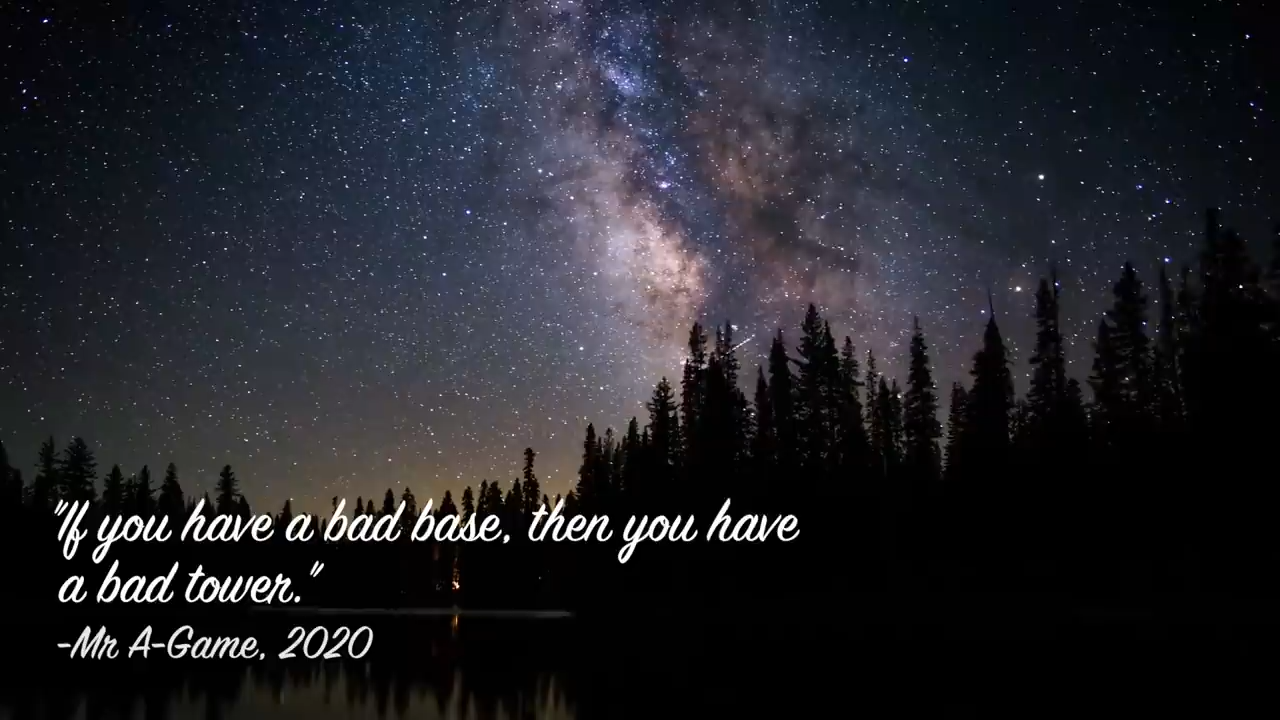 "If you have a bad base, then you have
a bad tower."
-Mr A-Game, 2020